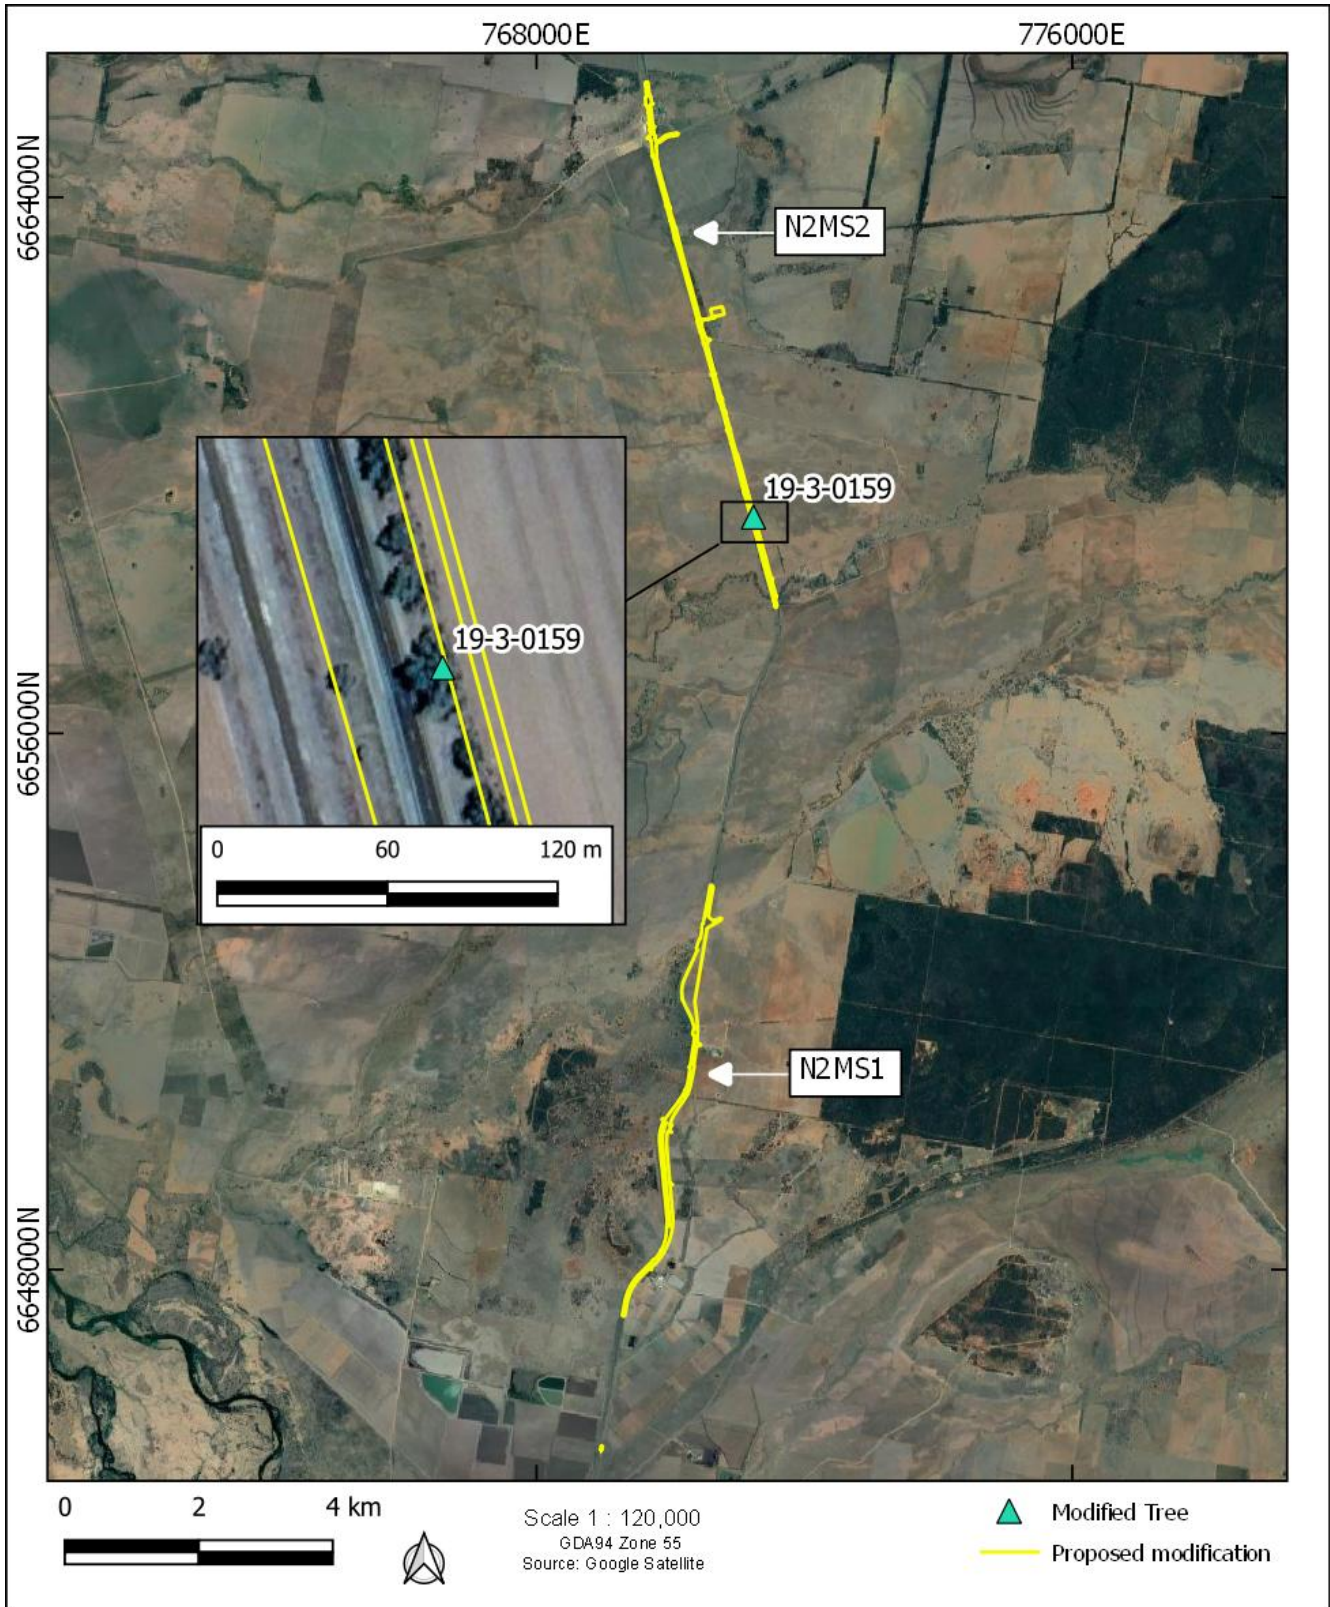 768000E
776000E
6664000N
N2MS2
19-3-0159
19-3-0159
6656000N
0 60 120 m
N2MS1
6648000N
0 2 4 km
Scale 1 : 120,000
GDA94 Zone 55
Source: Google Satellite
Modified Tree
Proposed modification